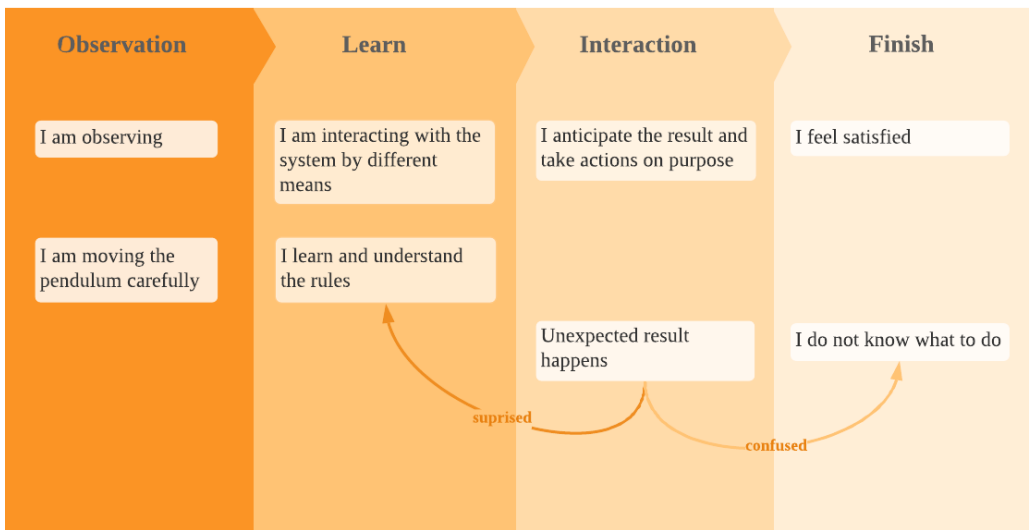 Observation
Learn
Interaction
Finish
I am observing
I am interacting with the
system by different
means
I anticipate the result and
take actions on purpose
I feel satisfied
I am moving the
pendulum carefully
I learn and understand
the rules
Unexpected result
happens
I do not know what to do
suprised
confused